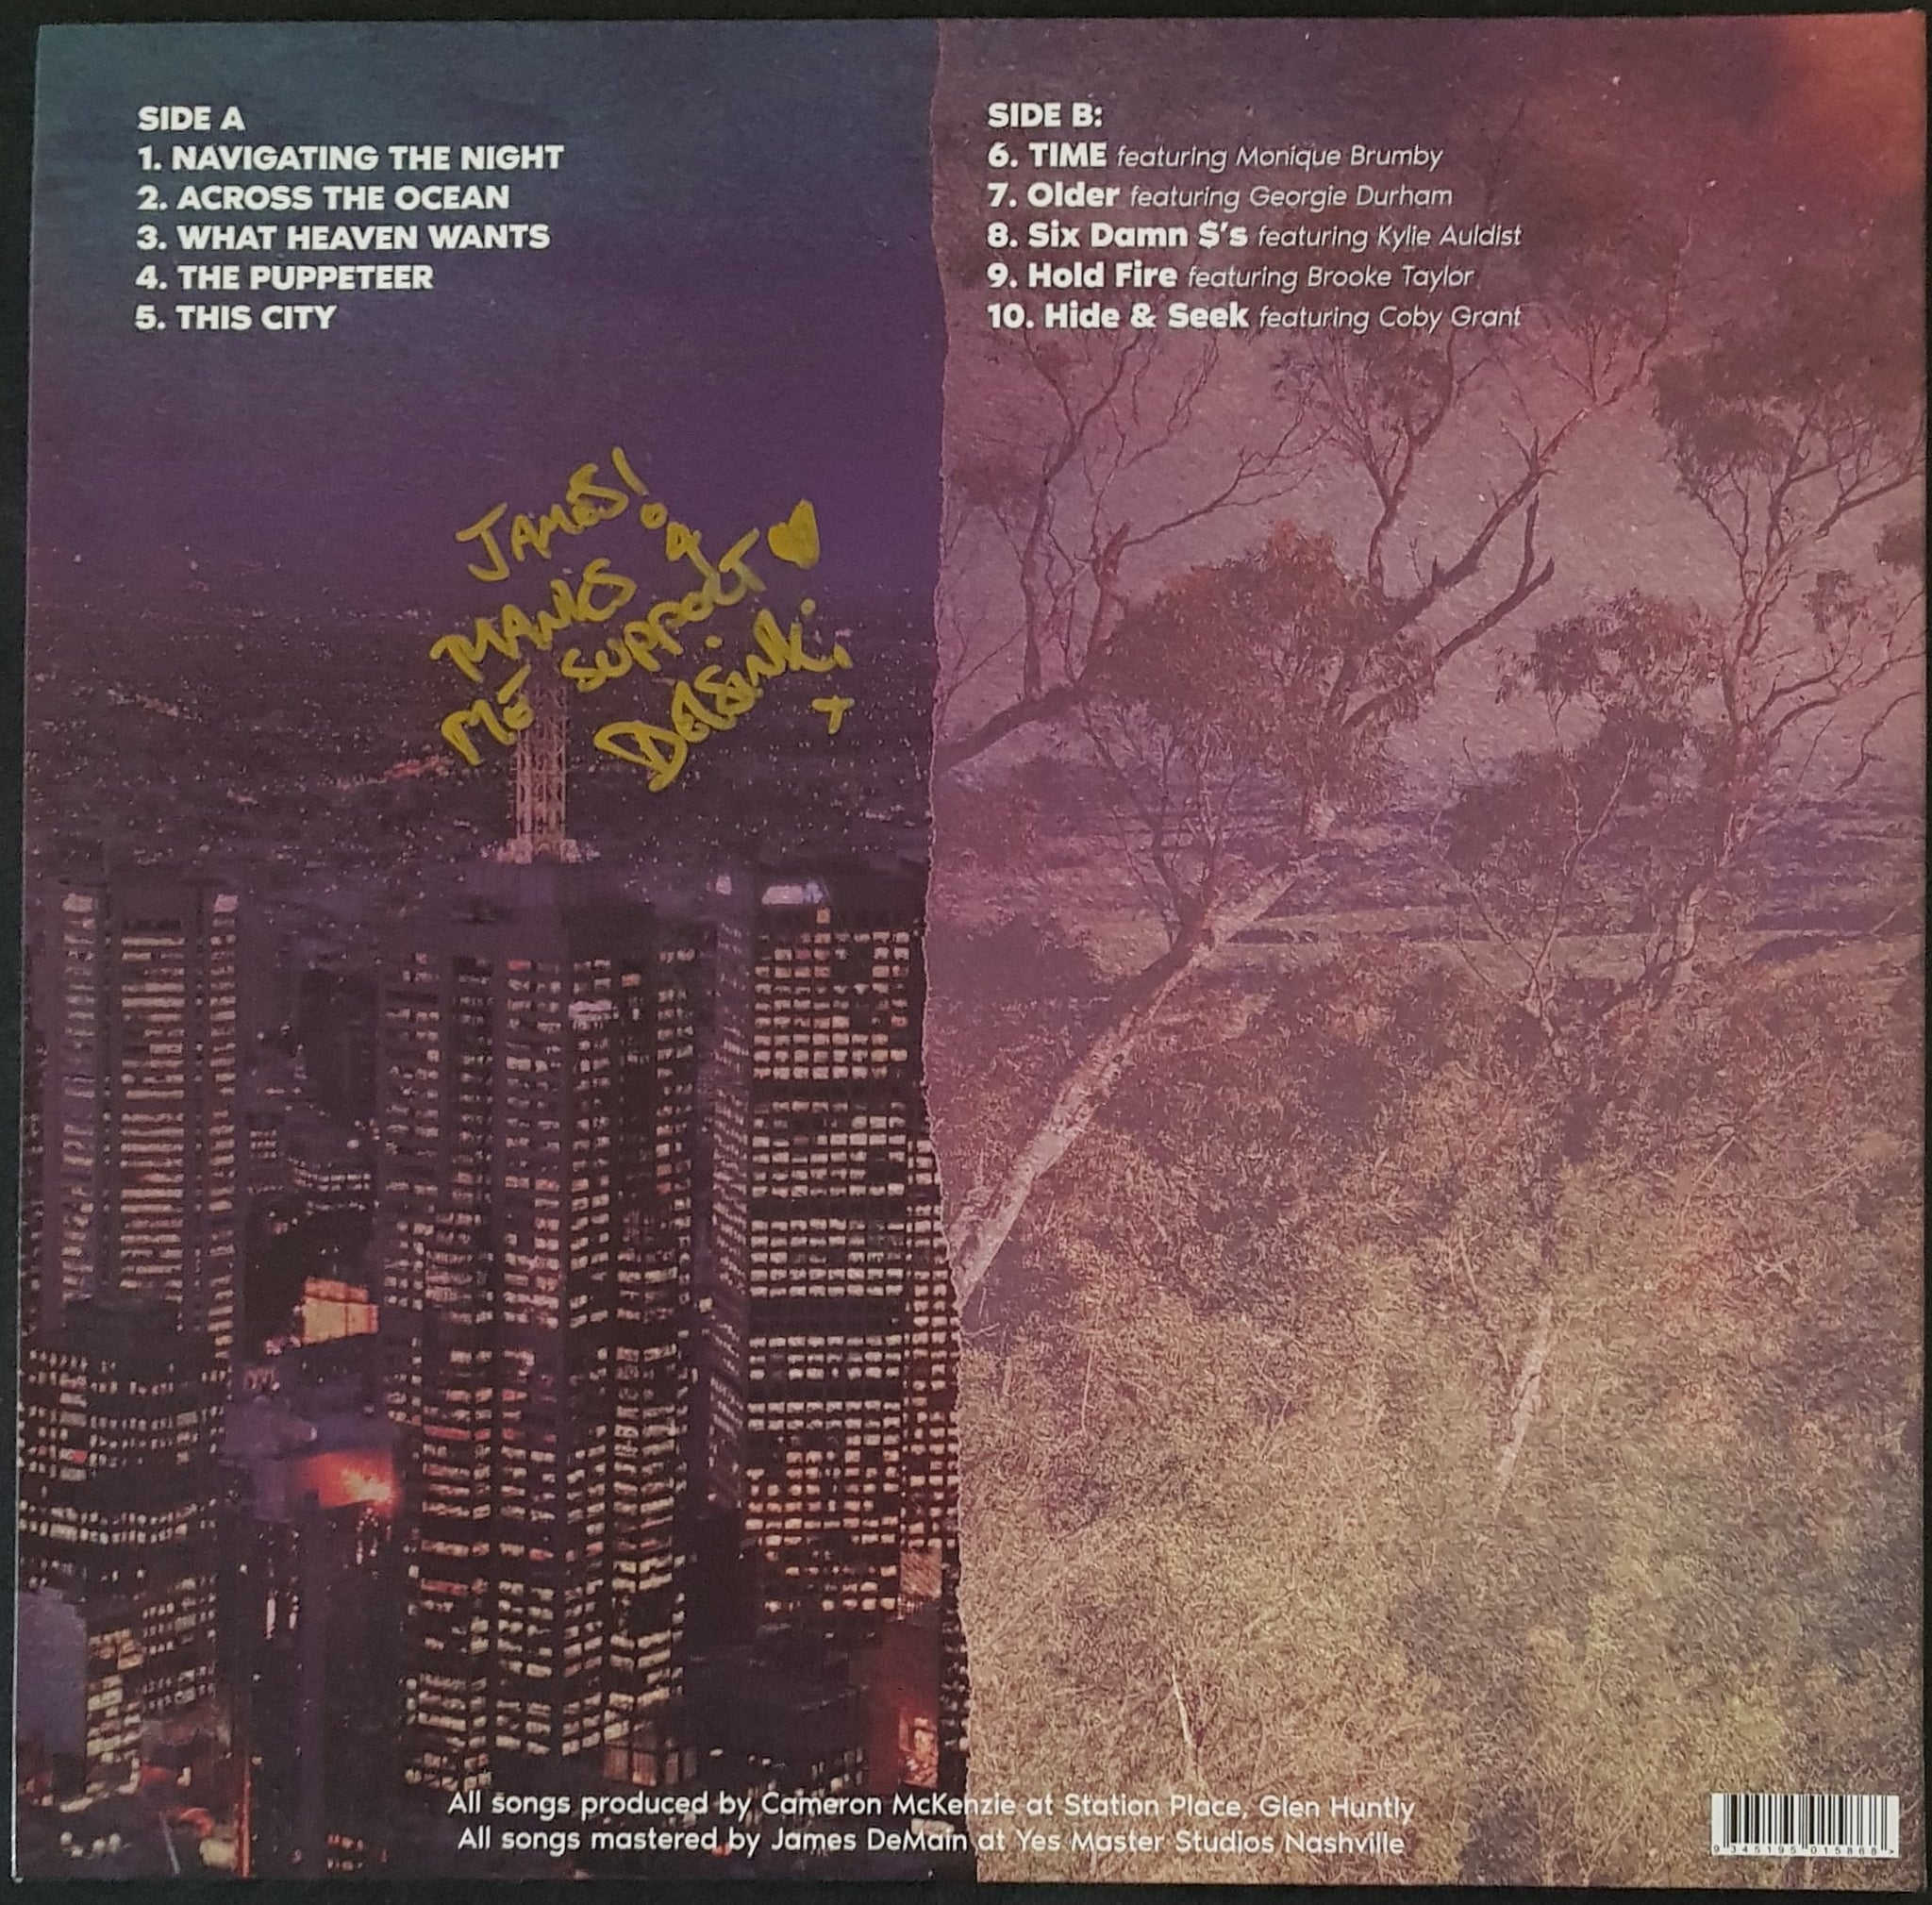 SIDE A
1. NAVIGATING THE NIGHT
2. ACROSS THE OCEAN
3. WHAT HEAVEN WANTS
4. THE PUPPETEER
5. THIS CITY
SIDE B:
6. TIME featuring Monique Brumby
7. Older featuring Georgie Durham
8. Six Damn $'s featuring Kylie Auldist
9. Hold Fire featuring Brooke Taylor
10. Hide & Seek featuring Coby Grant
JAMES!
SUPPORT
All songs produced by Cameron McKenzie at Station Place, Glen Huntly
All songs mastered by James DeMain at Yes Master Studios Nashville
9 345195 015868 >